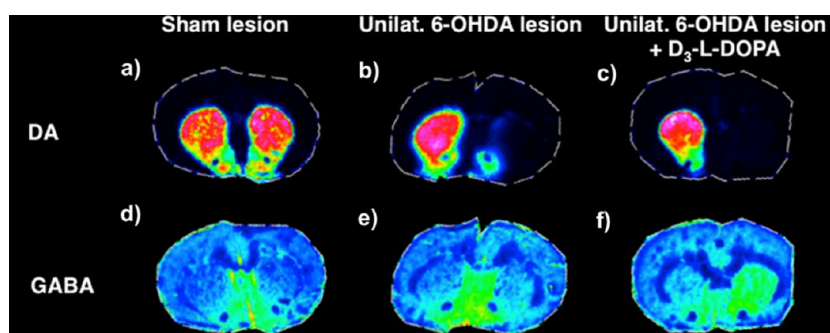 Sham lesion
Unilat. 6-OHDA lesion
Unilat. 6-OHDA lesion
+ D₃-L-DOPA
a)
b)
c)
DA
d)
e)
f)
GABA